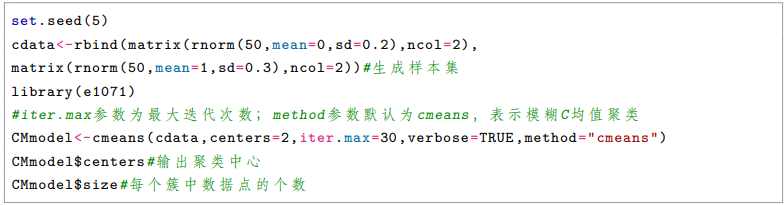 set.seed(5)
cdata<-rbind(matrix(rnorm(50,mean=0,sd=0.2),ncol=2),
matrix(rnorm(50,mean=1,sd=0.3),ncol=2))#生成样本集
library(e1071)
#iter.max参数为最大迭代次数；method参数默认为cmeans，表示模糊C均值聚类
CMmodel<-cmeans(cdata,centers=2,iter.max=30,verbose=TRUE,method="cmeans")
CMmodel$centers#输出聚类中心
CMmodel$size#每个簇中数据点的个数